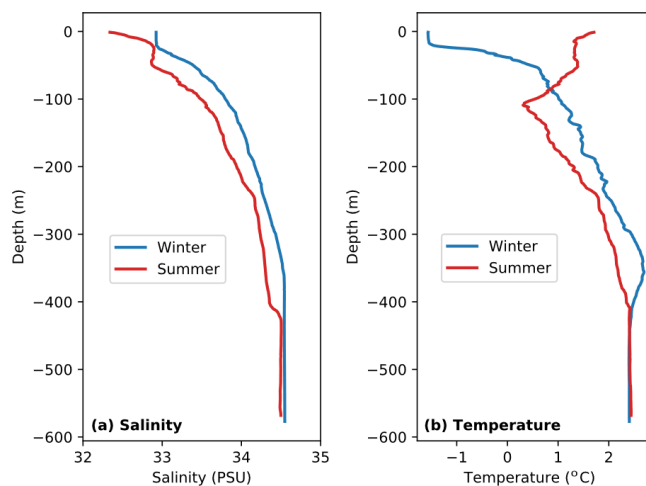 0
−100
−200
−300
−400
−500
−600
Depth (m)
Winter
Summer
(a) Salinity
32
33
34
35
Salinity (PSU)
0
−100
−200
−300
−400
−500
−600
Depth (m)
Winter
Summer
(b) Temperature
−1
0
1
2
Temperature (°C)